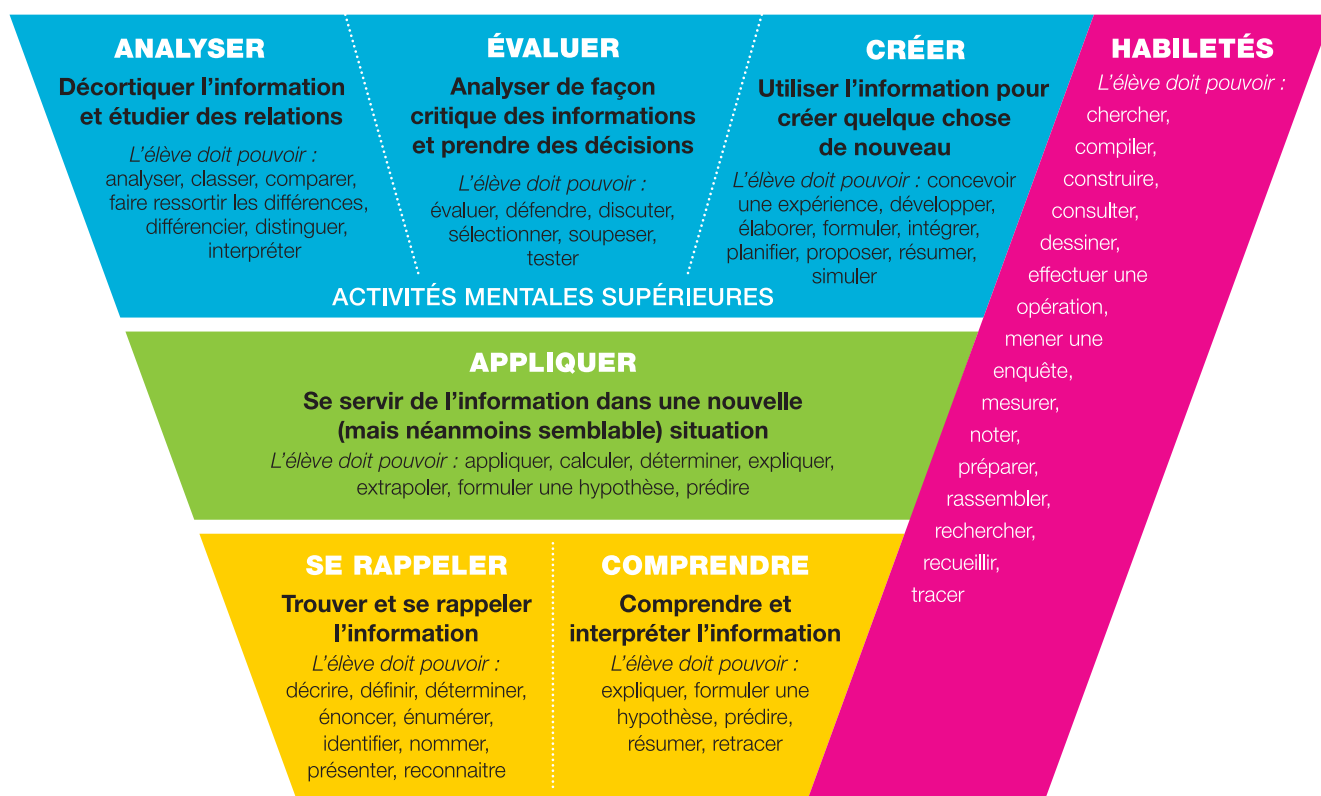 ANALYSER
Décortiquer l’information
et étudier des relations
L’élève doit pouvoir :
analyser, classer, comparer,
faire ressortir les différences,
différencier, distinguer,
interpréter
ÉVALUER
Analyser de façon
critique des informations
et prendre des décisions
L’élève doit pouvoir :
évaluer, défendre, discuter,
sélectionner, soupeser,
tester
CRÉER
Utiliser l’information pour
créer quelque chose
de nouveau
L’élève doit pouvoir : concevoir
une expérience, développer,
élaborer, formuler, intégrer,
planifier, proposer, résumer,
simuler
ACTIVITÉS MENTALES SUPÉRIEURES
APPLIQUER
Se servir de l’information dans une nouvelle
(mais néanmoins semblable) situation
L’élève doit pouvoir : appliquer, calculer, déterminer, expliquer,
extrapoler, formuler une hypothèse, prédire
SE RAPPELER
Trouver et se rappeler
l’information
L’élève doit pouvoir :
décrire, définir, déterminer,
énoncer, énumérer,
identifier, nommer,
présenter, reconnaitre
COMPRENDRE
Comprendre et
interpréter l’information
L’élève doit pouvoir :
expliquer, formuler une
hypothèse, prédire,
résumer, retracer
HABILETÉS
L’élève doit pouvoir :
chercher,
compiler,
construire,
consulter,
dessiner,
effectuer une
opération,
mener une
enquête,
mesurer,
noter,
préparer,
rassembler,
rechercher,
recueillir,
tracer